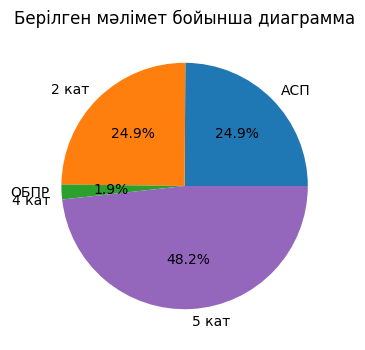 Берілген мәлімет бойынша диаграмма
2 кат
АСП
24.9%
24.9%
ОБПР
1.9%
4 кат
48.2%
5 кат